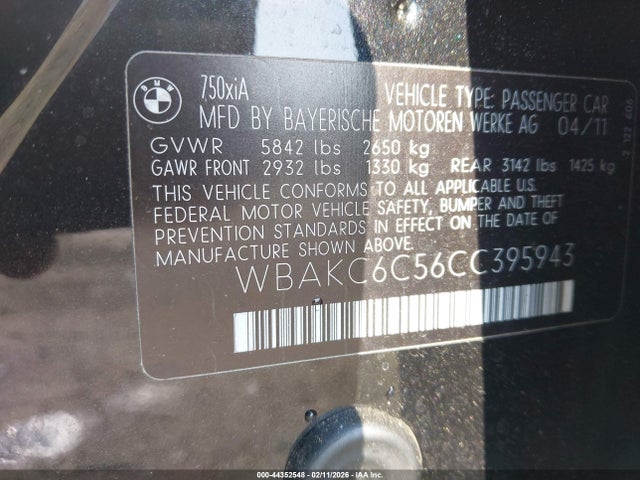 BMW
750xiA VEHICLE TYPE: PASSENGER CAR
MFD BY BAYERISCHE MOTOREN WERKE AG 04/11
GVWR 5842 lbs 2650 kg
GAWR FRONT 2932 lbs 1330 kg REAR 3142 lbs 1425 kg
THIS VEHICLE CONFORMS TO ALL APPLICABLE U.S.
FEDERAL MOTOR VEHICLE SAFETY, BUMPER AND THEFT
PREVENTION STANDARDS IN EFFECT ON THE DATE OF
MANUFACTURE SHOWN ABOVE.
WBAKC6C56CC395943
000-44352548 - 02/11/2026 - © IAA Inc.